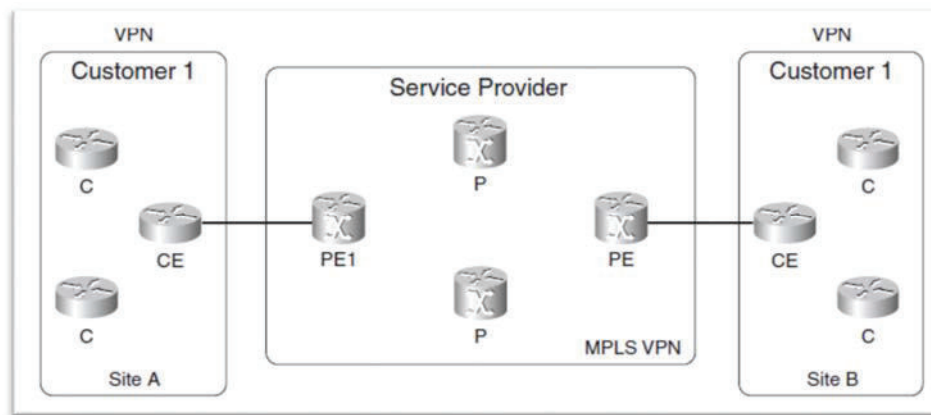 VPN
VPN
Customer 1
Service Provider
Customer 1
C
P
C
CE
PE1
PE
CE
C
P
C
MPLS VPN
Site A
Site B